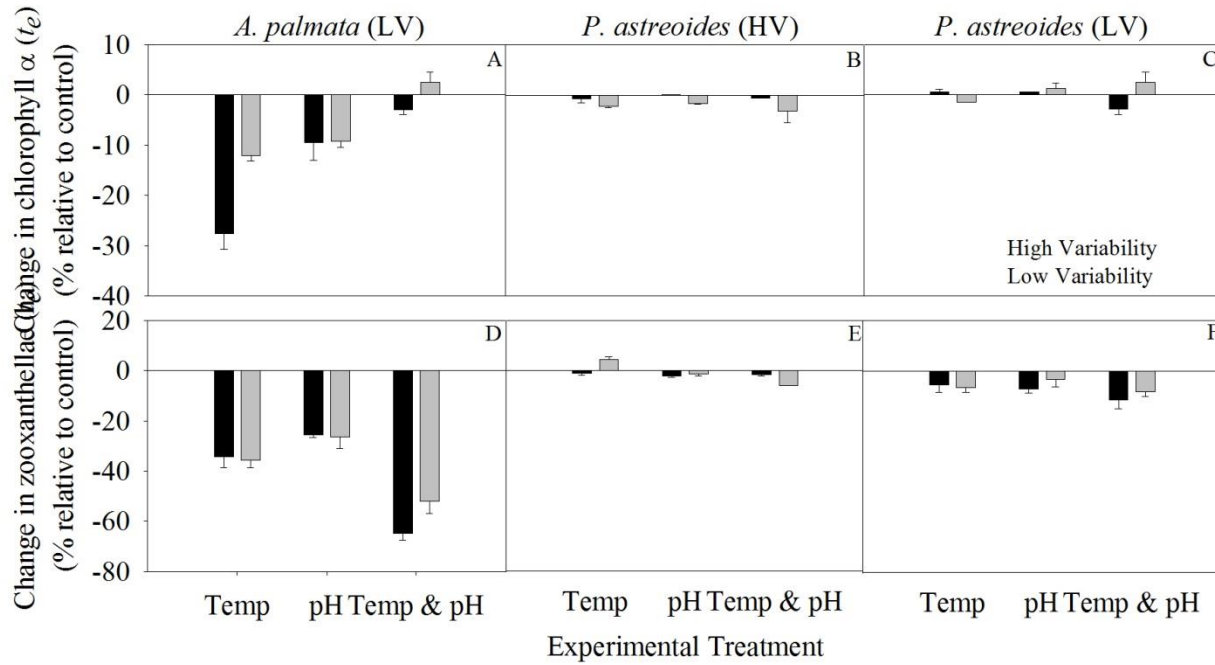 A. palmata (LV)
P. astreoides (HV)
P. astreoides (LV)
Change in chlorophyll α (te)
(% relative to control)
10
0
-10
-20
-30
-40
A
B
C
High Variability
Low Variability
Change in zooxanthellae
(% relative to control)
20
0
-20
-40
-60
-80
D
E
F
Temp pH Temp & pH
Temp pH Temp & pH
Temp pH Temp & pH
Experimental Treatment